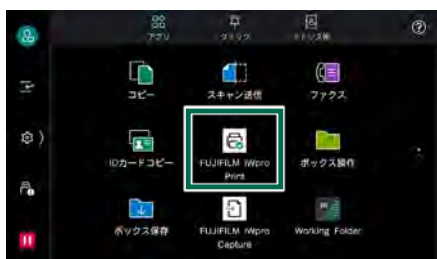 アプリ
コピー
スキャン送信
ファクス
IDカードコピー
FUJIFILM IWpro
Print
ボックス操作
ボックス保存
FUJIFILM IWpro
Capture
Working Folder